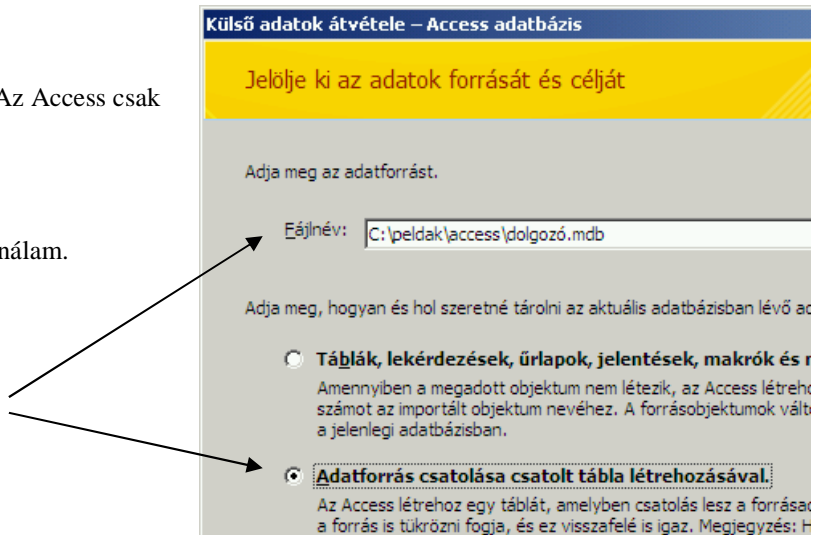 Külső adatok átvétele – Access adatbázis
Jelölje ki az adatok forrását és célját
Az Access csak
Adja meg az adatforrást.
Fájlnév: C:\peldak\access\dolgozó.mdb
nálam.
Adja meg, hogyan és hol szeretné tárolni az aktuális adatbázisban lévő
Táblák, lekérdezések, űrlapok, jelentések, makrók és
Amennyiben a megadott objektum nem létezik, az Access
számot az importált objektum nevéhez. A forrásobjektumok
a jelenlegi adatbázisban.
Adatforrás csatolása csatolt tábla létrehozásával.
Az Access létrehoz egy táblát, amelyben csatolás lesz a
a forrás is tükrözni fogja, és ez visszafelé is igaz. Megjegyzés: